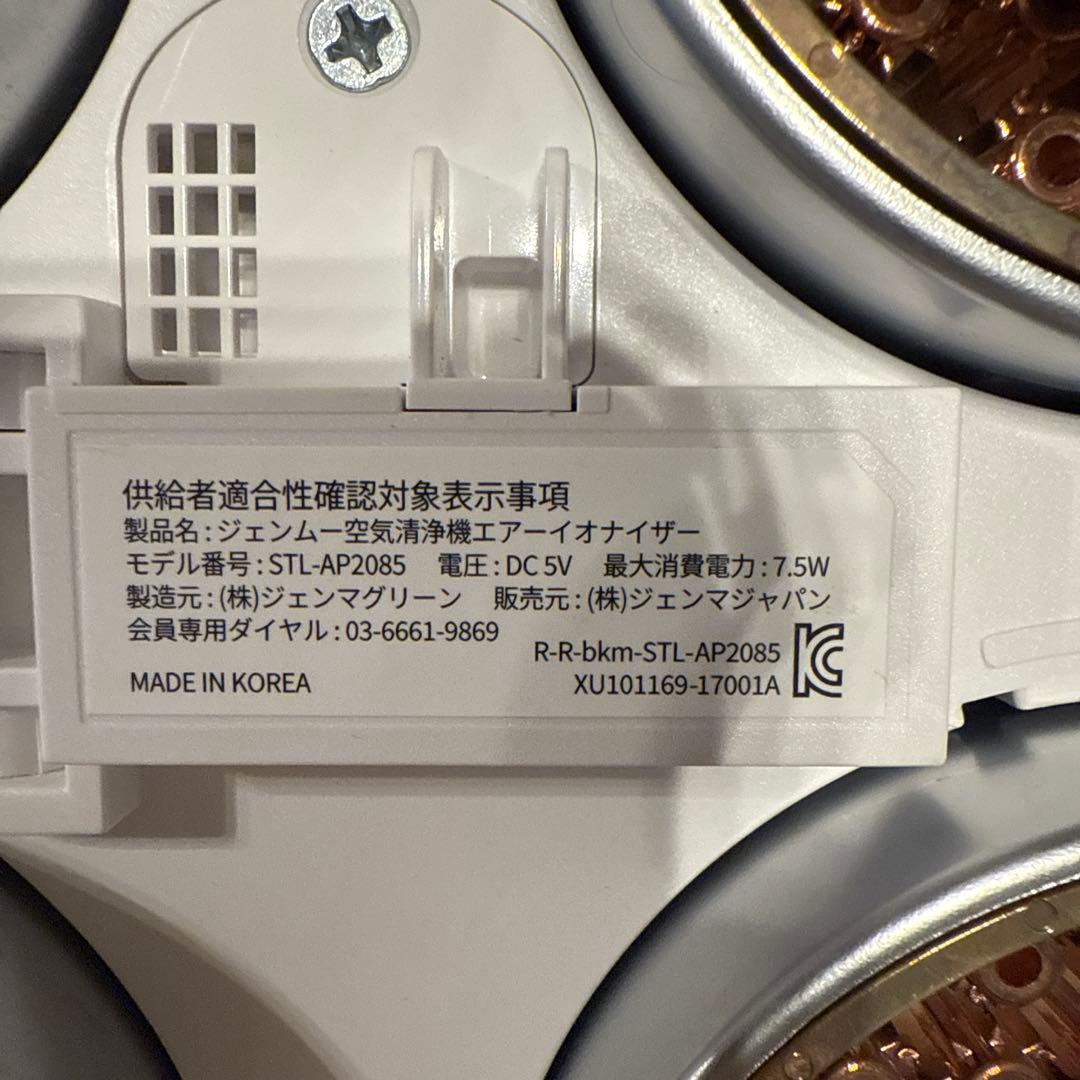 供給者適合性確認対象表示事項
製品名 : ジェンムー空気清浄機エアーイオナイザー
モデル番号 : STL-AP2085 電圧 : DC 5V 最大消費電力 : 7.5W
製造元 : (株)ジェンマグリーン 販売元 : (株)ジェンマジャパン
会員専用ダイヤル : 03-6661-9869
R-R-bkm-STL-AP2085
MADE IN KOREA XU101169-17001A
KC